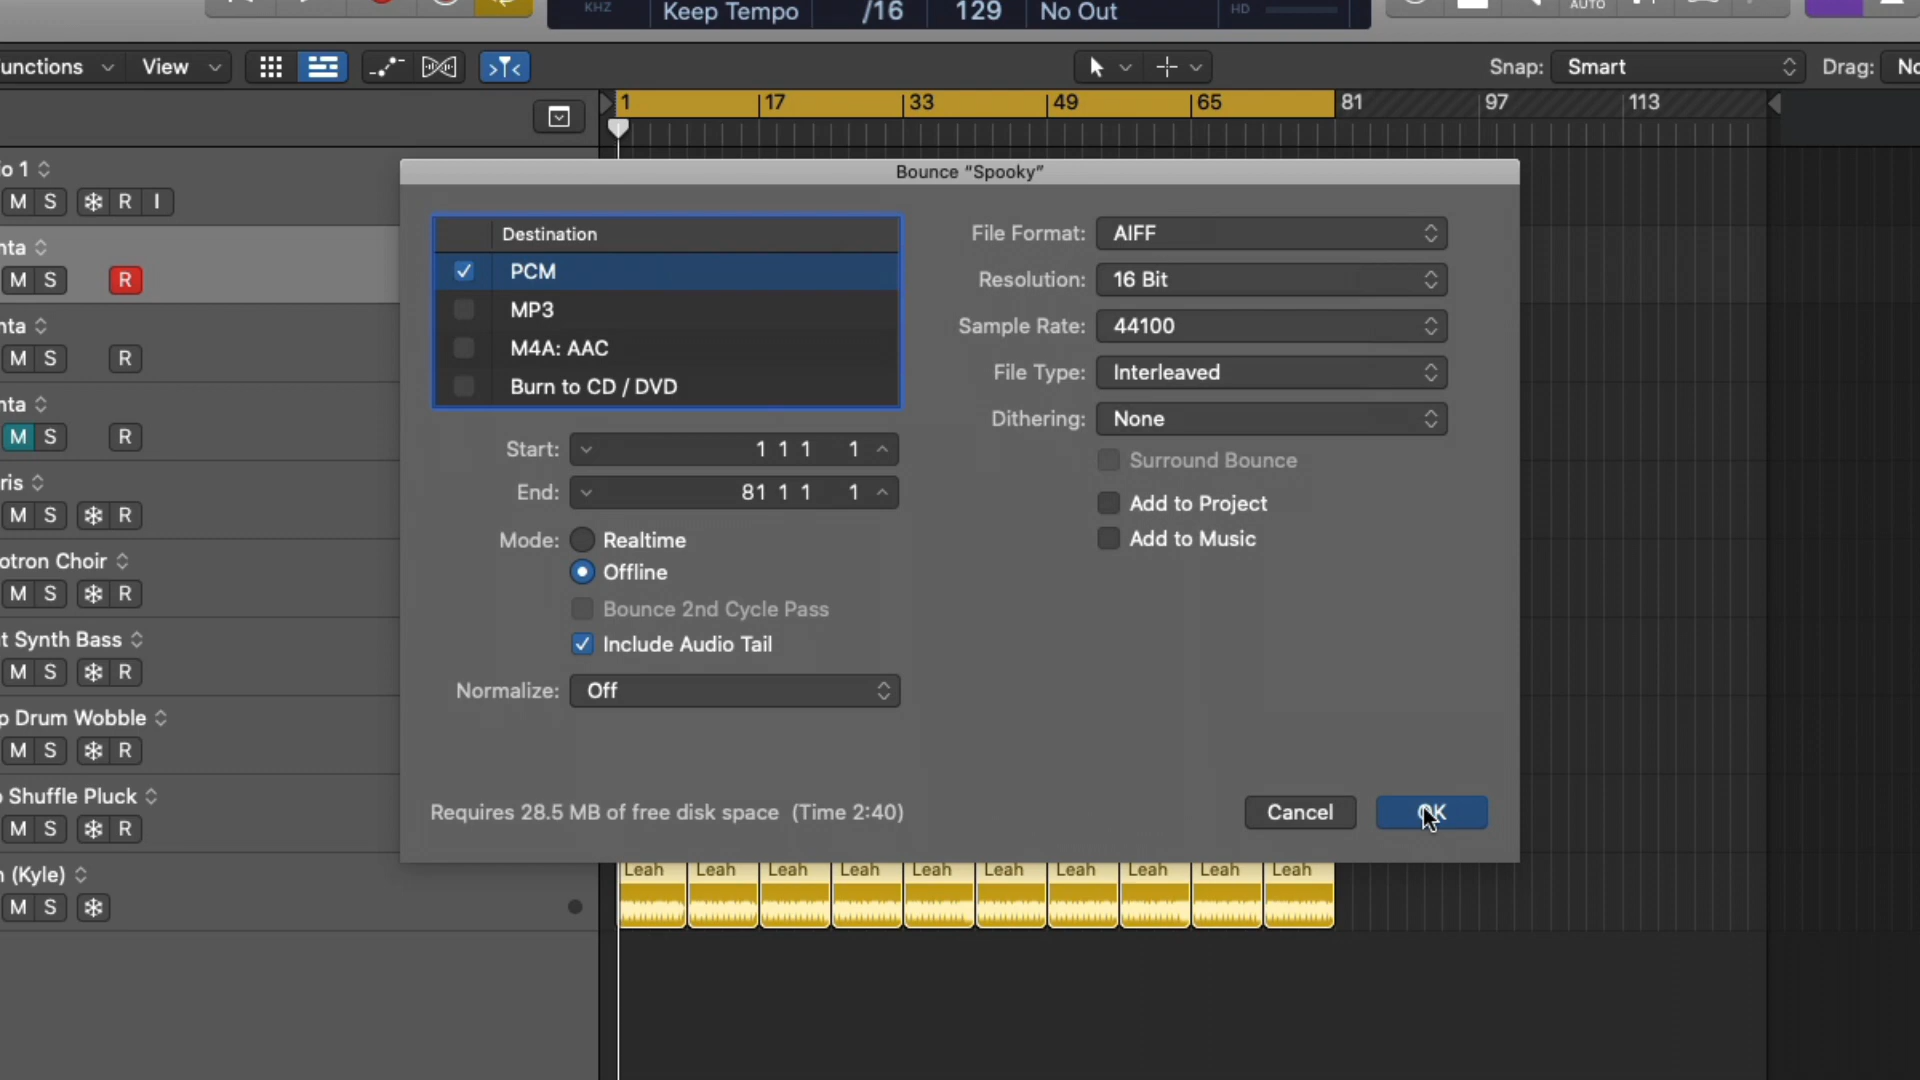 KHZ Keep Tempo /16 129 No Out HD AUTO
unctions View Snap: Smart Drag: No
1 17 33 49 65 81 97 113
io 1
M S R I
nta
M S R
nta
M S R
nta
M S R
ris
M S R
otron Choir
M S R
t Synth Bass
M S R
p Drum Wobble
M S R
Shuffle Pluck
M S R
n (Kyle)
M S
Bounce "Spooky"
Destination
PCM
MP3
M4A: AAC
Burn to CD / DVD
Start: 1 1 1 1
End: 81 1 1 1
Mode: Realtime
Offline
Bounce 2nd Cycle Pass
Include Audio Tail
Normalize: Off
File Format: AIFF
Resolution: 16 Bit
Sample Rate: 44100
File Type: Interleaved
Dithering: None
Surround Bounce
Add to Project
Add to Music
Requires 28.5 MB of free disk space (Time 2:40)
Cancel OK
Leah Leah Leah Leah Leah Leah Leah Leah Leah Leah